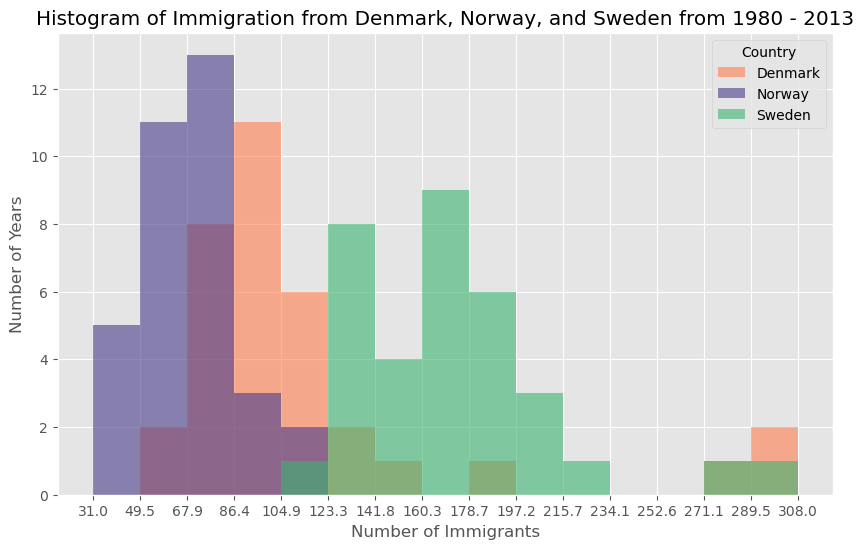 Histogram of Immigration from Denmark, Norway, and Sweden from 1980 - 2013
Country
Denmark
Norway
Sweden
Number of Years
12
10
8
6
4
2
0
31.0 49.5 67.9 86.4 104.9 123.3 141.8 160.3 178.7 197.2 215.7 234.1 252.6 271.1 289.5 308.0
Number of Immigrants